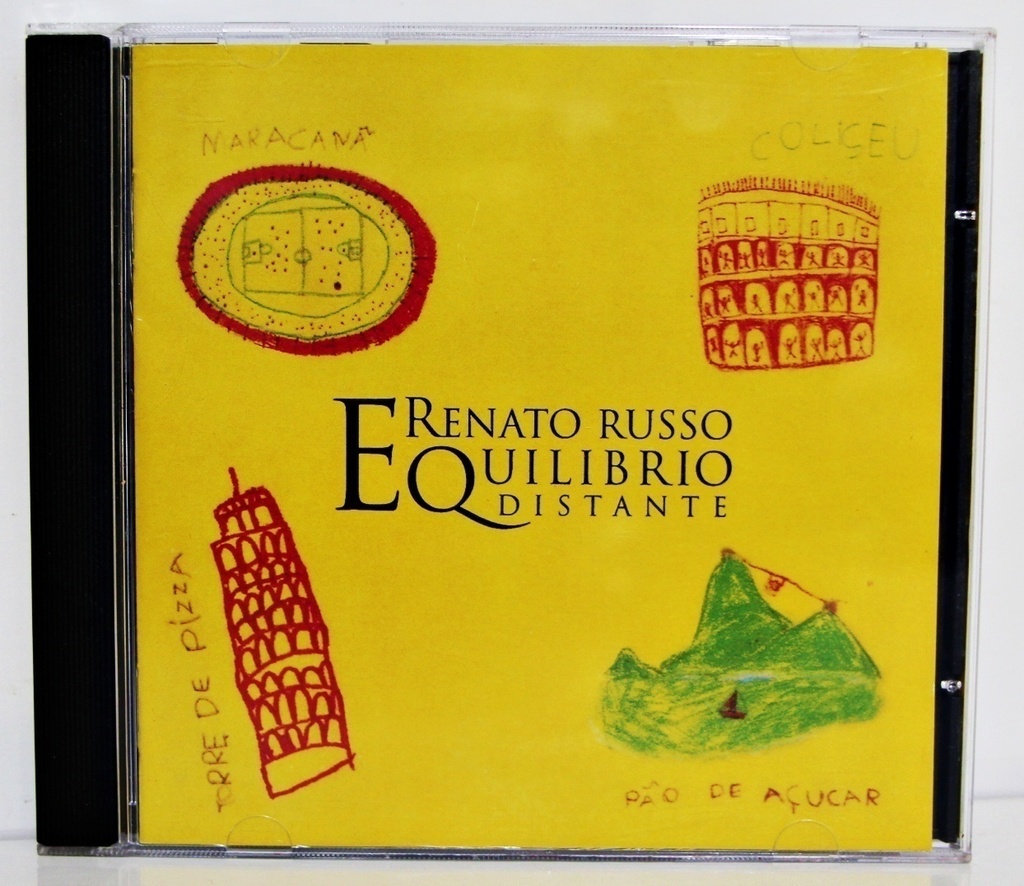 MARACANÃ
COLISEU
RENATO RUSSO
EQUILIBRIO
DISTANTE
TORRE DE PIZZA
PÃO DE AÇUCAR